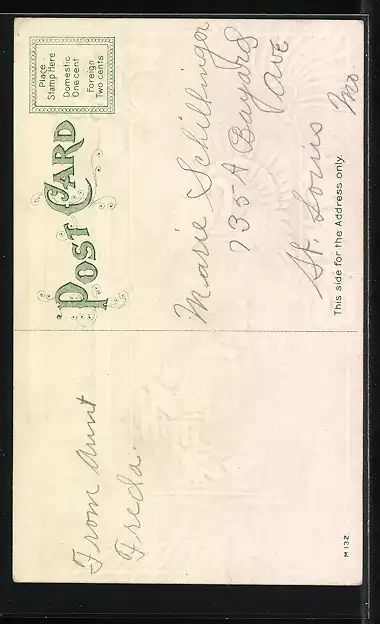 POST CARD
Place
Stamp Here
Domestic
One cent
Foreign
Two cents
From Aunt
Freda.
Marie Schillinger
735 A Bayard
Ave
St. Louis
Mo.
This side for the Address only.
M 132